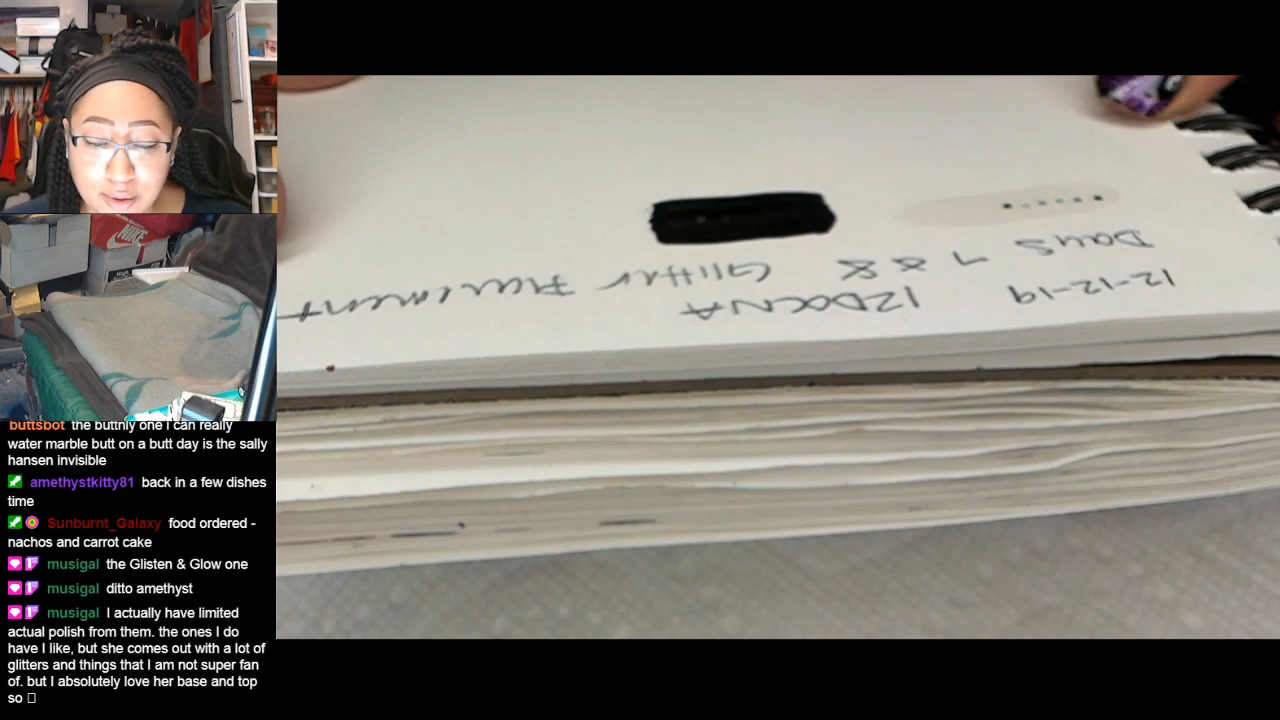 NIKE
buttsbot the buttnly one I can really
water marble butt on a butt day is the sally
hansen invisible
amethystkitty81 back in a few dishes
time
Sunburnt_Galaxy food ordered -
nachos and carrot cake
musigal the Glisten & Glow one
musigal ditto amethyst
musigal I actually have limited
actual polish from them. the ones I do
have I like, but she comes out with a lot of
glitters and things that I am not super fan
of. but I absolutely love her base and top
so
12-12-19 12DOCNA
Days 7 & 8 Glitter Placement